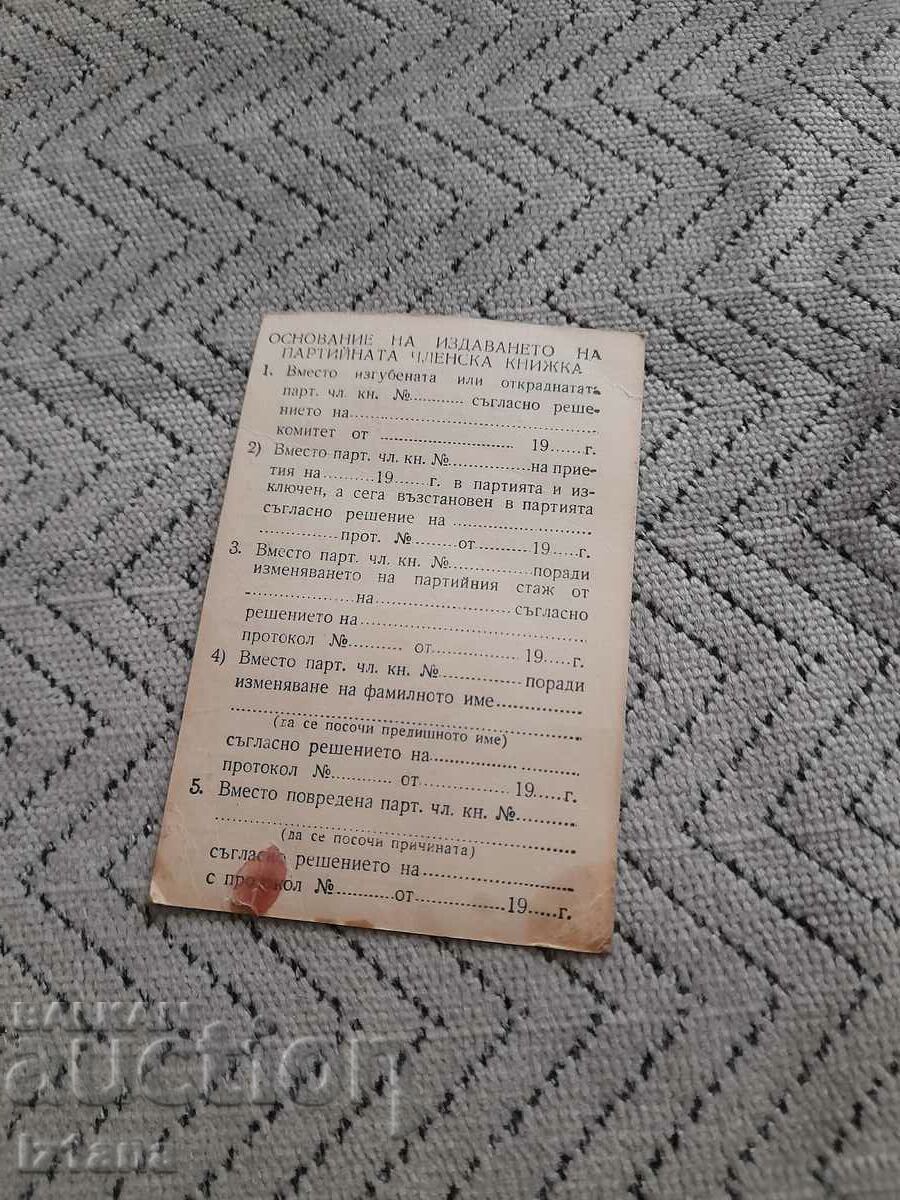 ОСНОВАНИЕ НА ИЗДАВАНЕТО НА
ПАРТИЙНАТА ЧЛЕНСКА КНИЖКА
1. Вместо изгубената или откраднатата
парт. чл. кн. №.......... съгласно реше-
нието на..................................................
комитет от .......................... 19.....г.
2) Вместо парт. чл. кн. №................на прие-
тия на..........19......г. в партията и из-
ключен, а сега възстановен в партията
съгласно решение на ............................
......................прот. №.........от...........19.....г.
3. Вместо парт. чл. кн. №.................поради
изменяването на партийния стаж от
.........................на............................съгласно
решението на...............................................
протокол №............ от..................19.....г.
4) Вместо парт. чл. кн. №.................поради
изменяване на фамилното име................
..................................................................
(да се посочи предишното име)
съгласно решението на...............................
протокол №............ от....................19.....г.
5. Вместо повредена парт. чл. кн. №...........
..................................................................
(да се посочи причината)
съгласно решението на...............................
с протокол №............от...................19.....г.
BALKAN
auction
Iztana